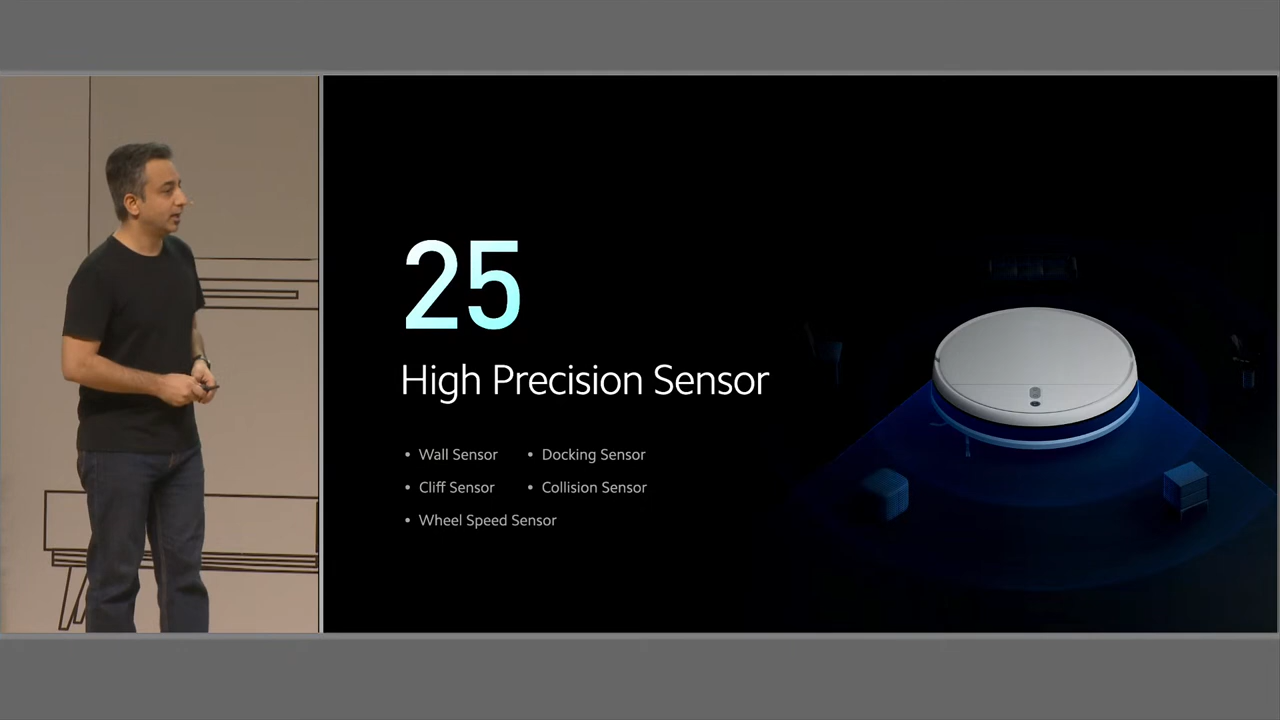 25
High Precision Sensor
• Wall Sensor • Docking Sensor
• Cliff Sensor • Collision Sensor
• Wheel Speed Sensor